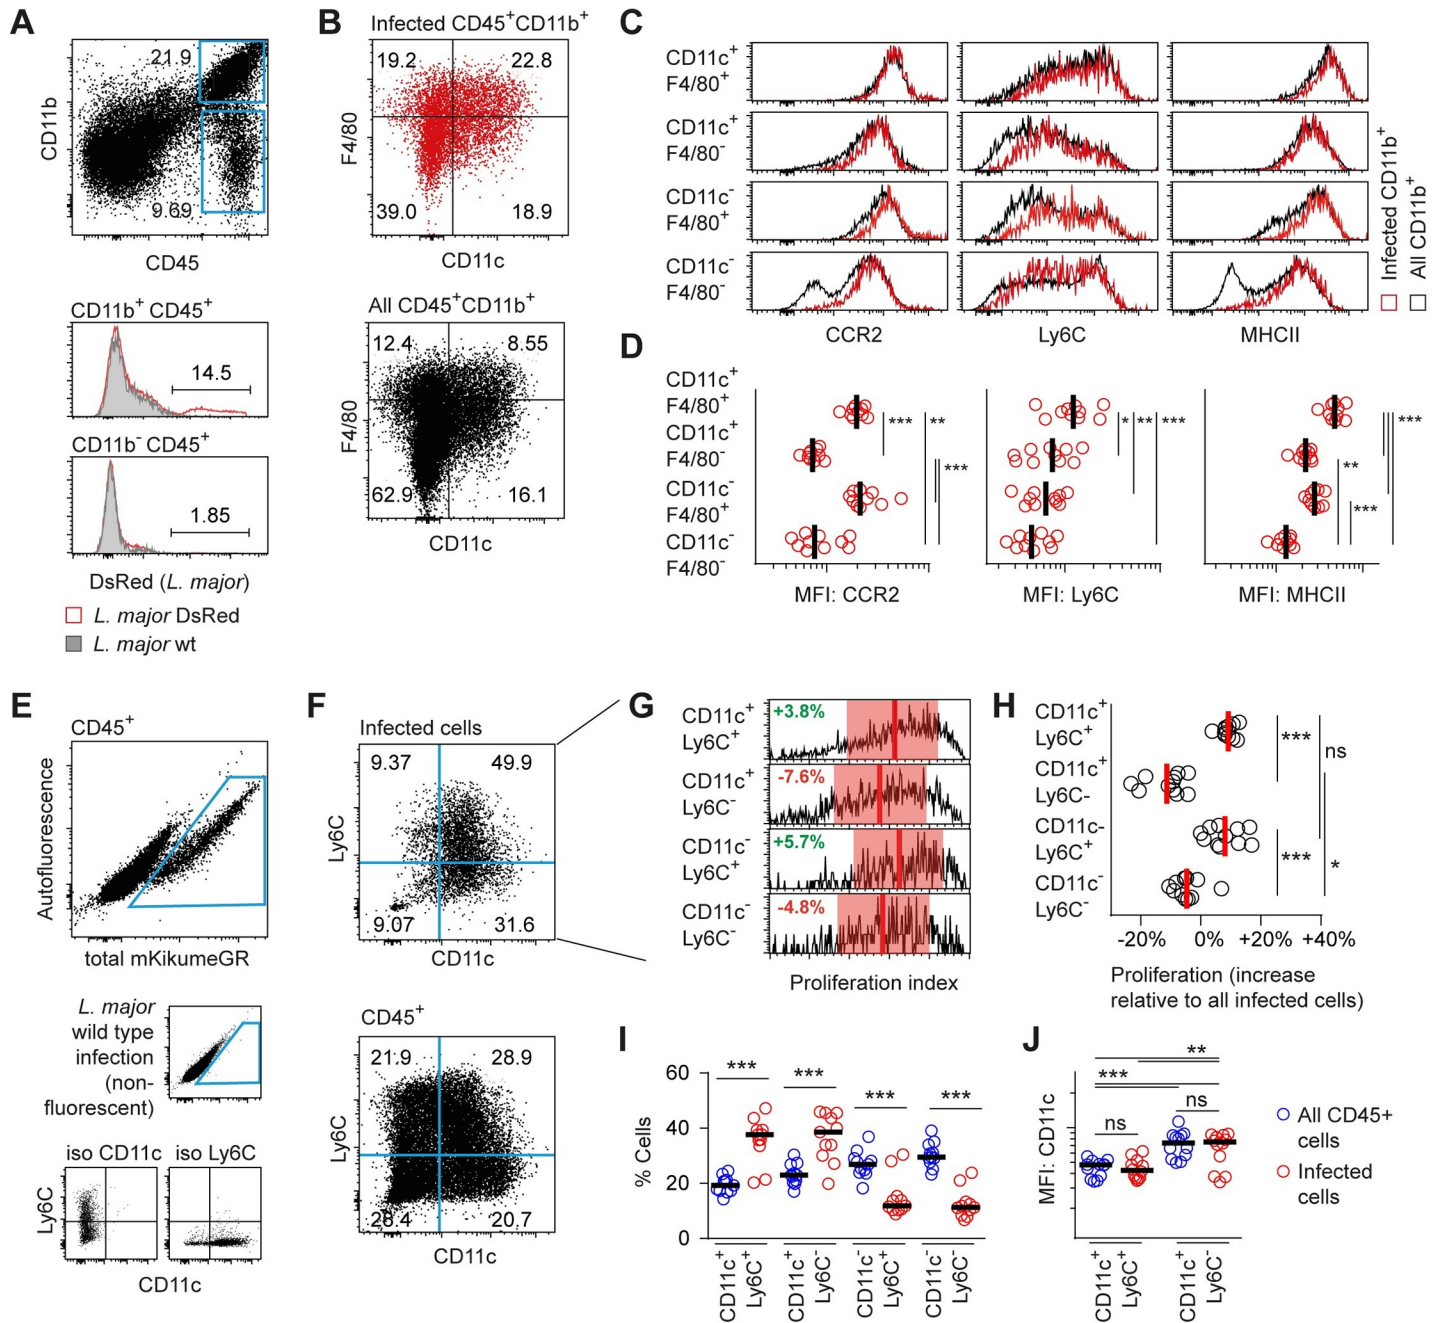 A
21.9
CD11b
9.69
CD45
CD11b+ CD45+
14.5
CD11b- CD45+
1.85
DsRed (L. major)
L. major DsRed
L. major wt
B
Infected CD45+CD11b+
19.2 22.8
F4/80
39.0 18.9
CD11c
All CD45+CD11b+
12.4 8.55
F4/80
62.9 16.1
CD11c
C
CD11c+
F4/80+
CD11c+
F4/80-
CD11c-
F4/80+
CD11c-
F4/80-
CCR2 Ly6C MHCII
Infected CD11b+
All CD11b+
D
CD11c+
F4/80+
CD11c+
F4/80-
CD11c-
F4/80+
CD11c-
F4/80-
*** ** ***
* ** ***
*** ** ***
MFI: CCR2 MFI: Ly6C MFI: MHCII
E
CD45+
Autofluorescence
total mKikumeGR
L. major
wild type
infection
(non-
fluorescent)
iso CD11c iso Ly6C
Ly6C
CD11c
F
Infected cells
9.37 49.9
Ly6C
9.07 31.6
CD11c
CD45+
21.9 28.9
Ly6C
28.4 20.7
CD11c
G
CD11c+
Ly6C+
+3.8%
CD11c+
Ly6C-
-7.6%
CD11c-
Ly6C+
+5.7%
CD11c-
Ly6C-
-4.8%
Proliferation index
H
CD11c+
Ly6C+
CD11c+
Ly6C-
CD11c-
Ly6C+
CD11c-
Ly6C-
*** ns
*** *
-20% 0% +20% +40%
Proliferation (increase
relative to all infected cells)
I
60
40
20
0
% Cells
*** *** *** ***
CD11c+
Ly6C+
CD11c+
Ly6C-
CD11c-
Ly6C+
CD11c-
Ly6C-
J
MFI: CD11c
**
***
ns
ns
CD11c+
Ly6C+
CD11c+
Ly6C-
All CD45+
cells
Infected
cells